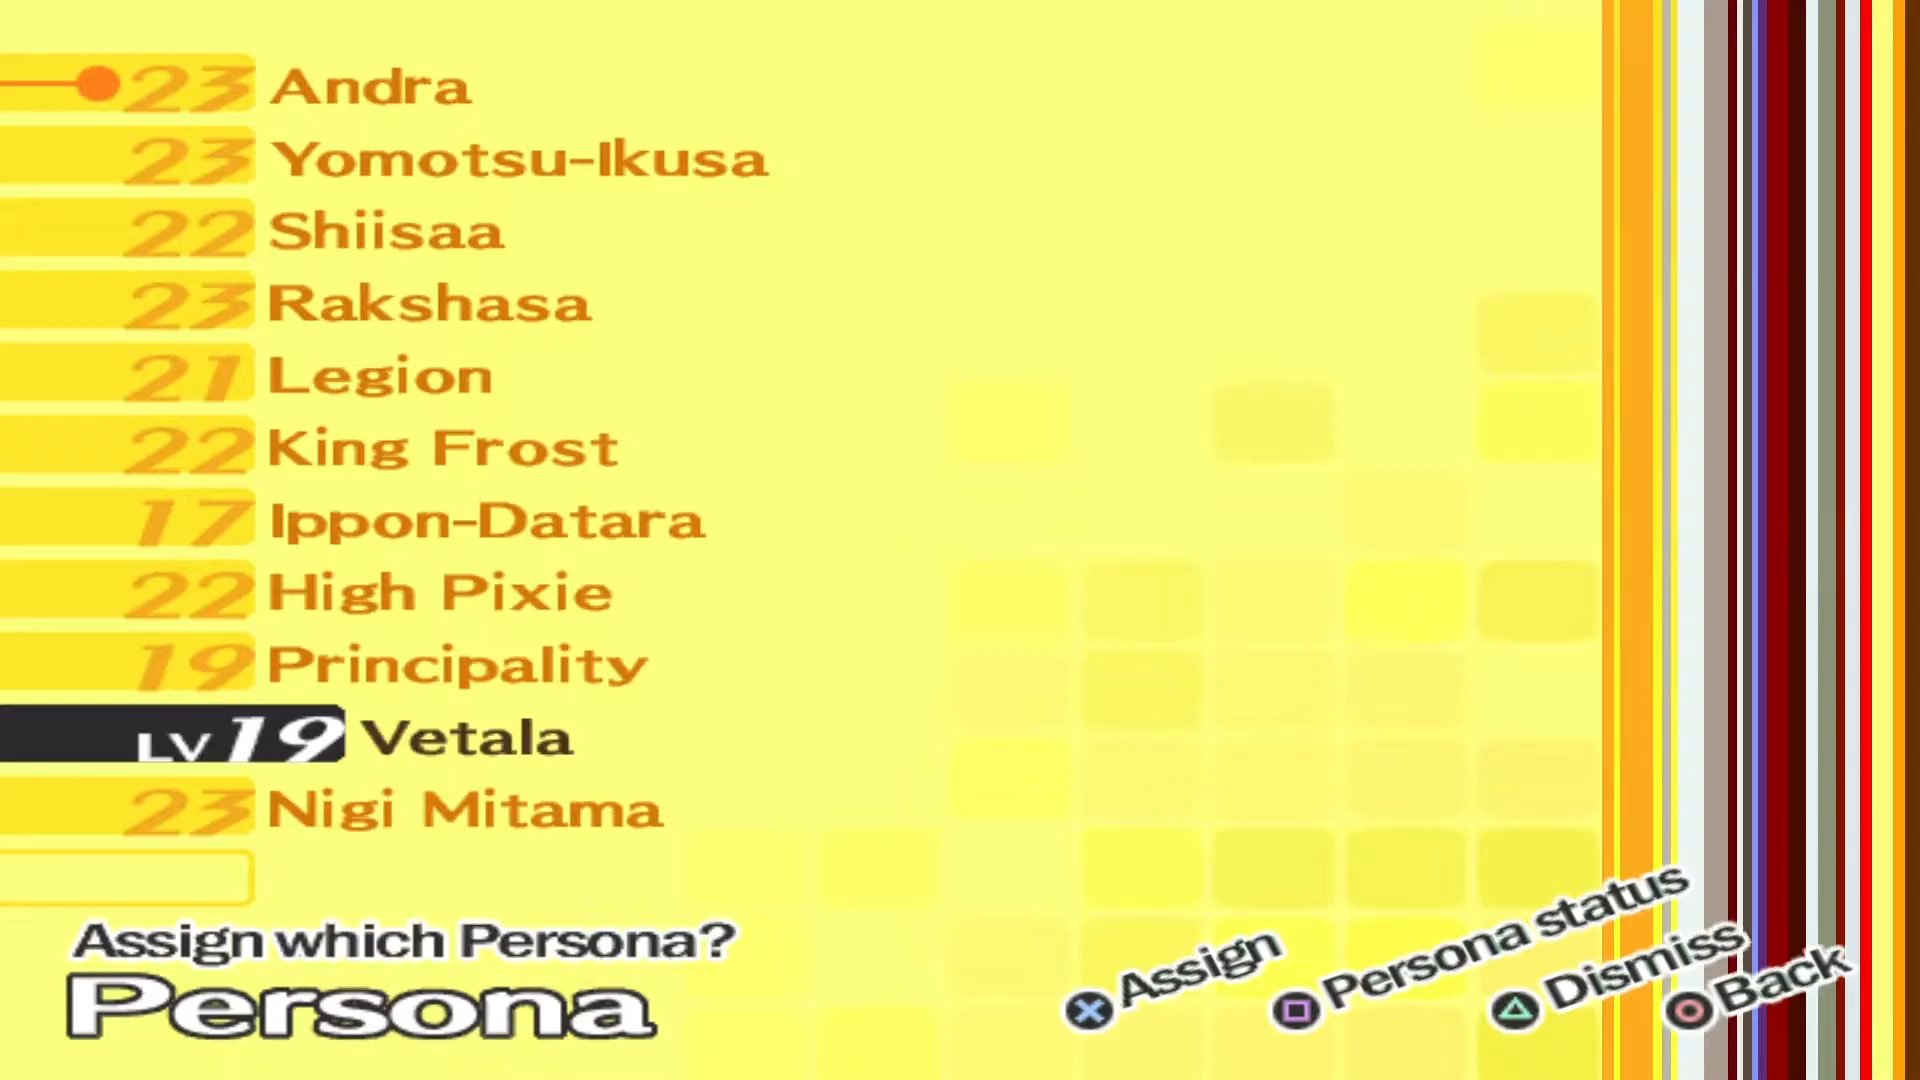 23 Andra
23 Yomotsu-Ikusa
22 Shiisaa
23 Rakshasa
21 Legion
22 King Frost
17 Ippon-Datara
22 High Pixie
19 Principality
LV 19 Vetala
23 Nigi Mitama
Assign which Persona?
Persona
Assign
Persona status
Dismiss
Back